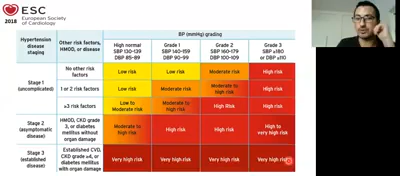 ESC
European Society
of Cardiology
2018
Hypertension
disease
staging
Other risk factors,
HMOD, or disease
BP (mmHg) grading
High normal
SBP 130-139
DBP 85-89
Grade 1
SBP 140-159
DBP 90-99
Grade 2
SBP 160-179
DBP 100-109
Grade 3
SBP ≥180
or DBP ≥110
Stage 1
(uncomplicated)
No other risk
factors
Low risk
Low risk
Moderate risk
High risk
1 or 2 risk factors
Low risk
Moderate risk
Moderate to
high risk
High risk
≥3 risk factors
Low to
Moderate risk
Moderate to
high risk
High Risk
High risk
Stage 2
(asymptomatic
disease)
HMOD, CKD grade
3, or diabetes
mellitus without
organ damage
Moderate to
high risk
High risk
High risk
High to
very high risk
Stage 3
(established
disease)
Established CVD,
CKD grade ≥4, or
diabetes mellitus
with organ damage
Very high risk
Very high risk
Very high risk
Very high risk